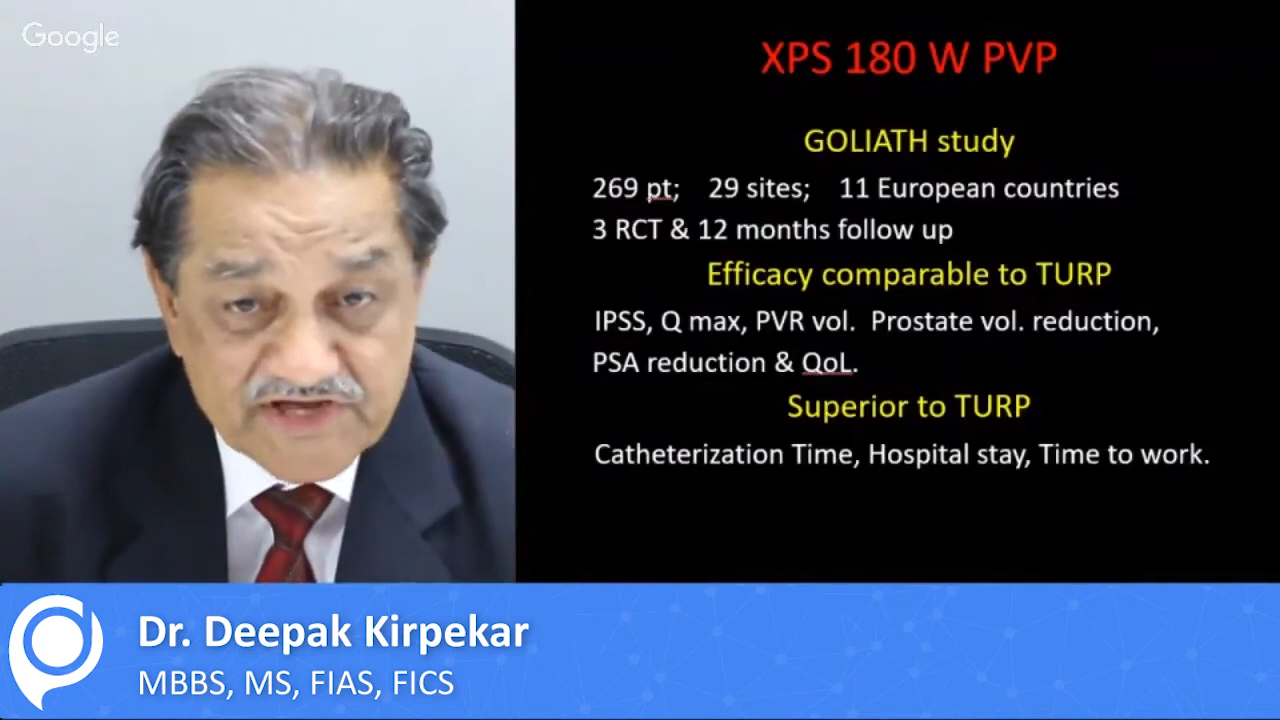 Google
XPS 180 W PVP
GOLIATH study
269 pt; 29 sites; 11 European countries
3 RCT & 12 months follow up
Efficacy comparable to TURP
IPSS, Q max, PVR vol. Prostate vol. reduction,
PSA reduction & QoL.
Superior to TURP
Catheterization Time, Hospital stay, Time to work.
Dr. Deepak Kirpekar
MBBS, MS, FIAS, FICS